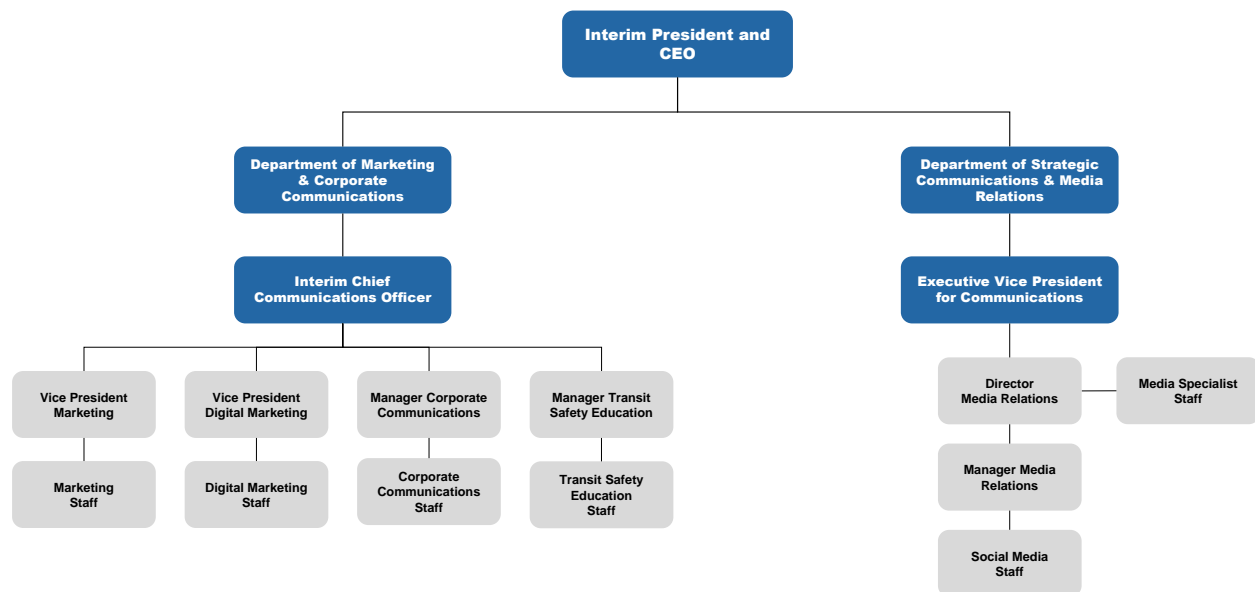 Interim President and
CEO
Department of Marketing
& Corporate
Communications
Department of Strategic
Communications & Media
Relations
Interim Chief
Communications Officer
Executive Vice President
for Communications
Vice President
Marketing
Vice President
Digital Marketing
Manager Corporate
Communications
Manager Transit
Safety Education
Director
Media Relations
Media Specialist
Staff
Marketing
Staff
Digital Marketing
Staff
Corporate
Communications
Staff
Transit Safety
Education
Staff
Manager Media
Relations
Social Media
Staff